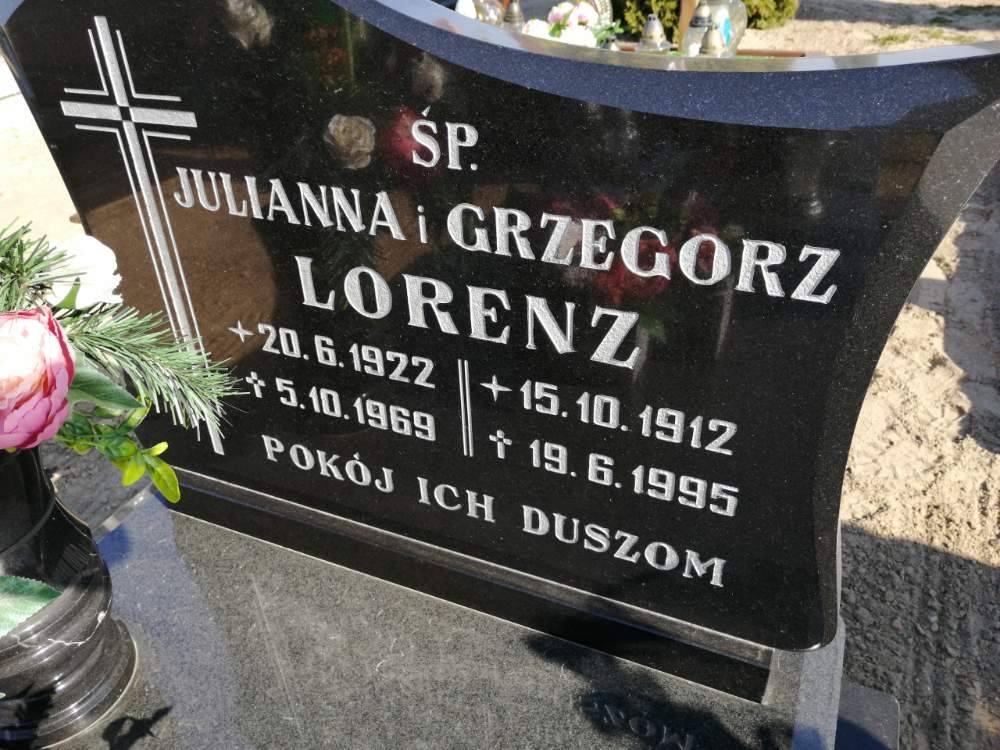 ŚP.
JULIANNA i GRZEGORZ
LORENZ
20.6.1922
† 5.10.1969
15.10.1912
† 19.6.1995
POKÓJ ICH DUSZOM